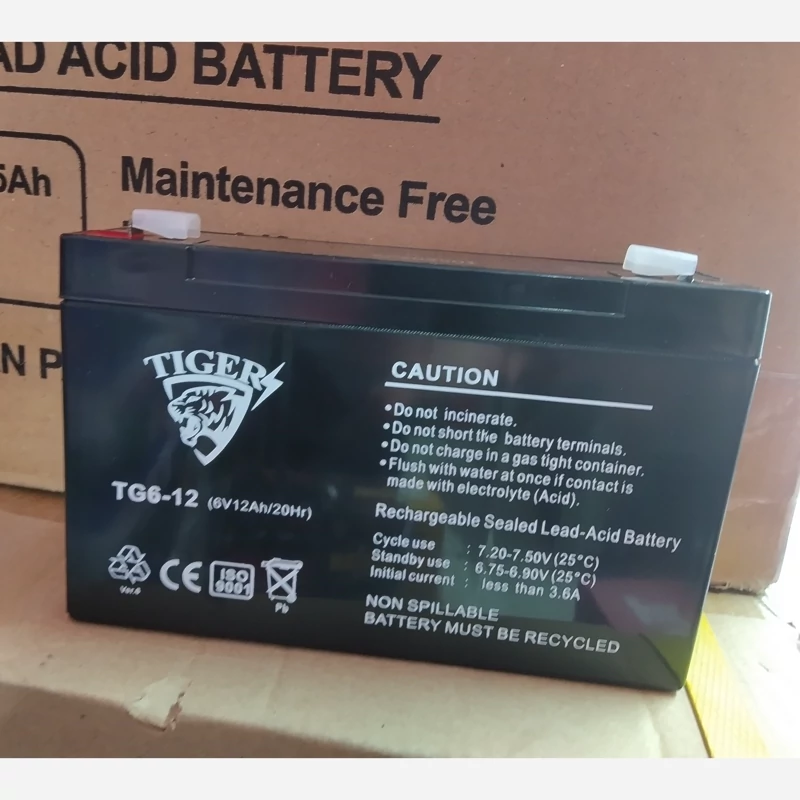 AD ACID BATTERY
5Ah
Maintenance Free
N P
TIGER
TG6-12 (6V12Ah/20Hr)
Ver.6
CE
ISO
9001
Pb
CAUTION
•Do not incinerate.
•Do not short the battery terminals.
•Do not charge in a gas tight container.
•Flush with water at once if contact is
made with electrolyte (Acid).
Rechargeable Sealed Lead-Acid Battery
Cycle use : 7.20-7.50V (25°C)
Standby use : 6.75-6.90V (25°C)
Initial current : less than 3.6A
NON SPILLABLE
BATTERY MUST BE RECYCLED